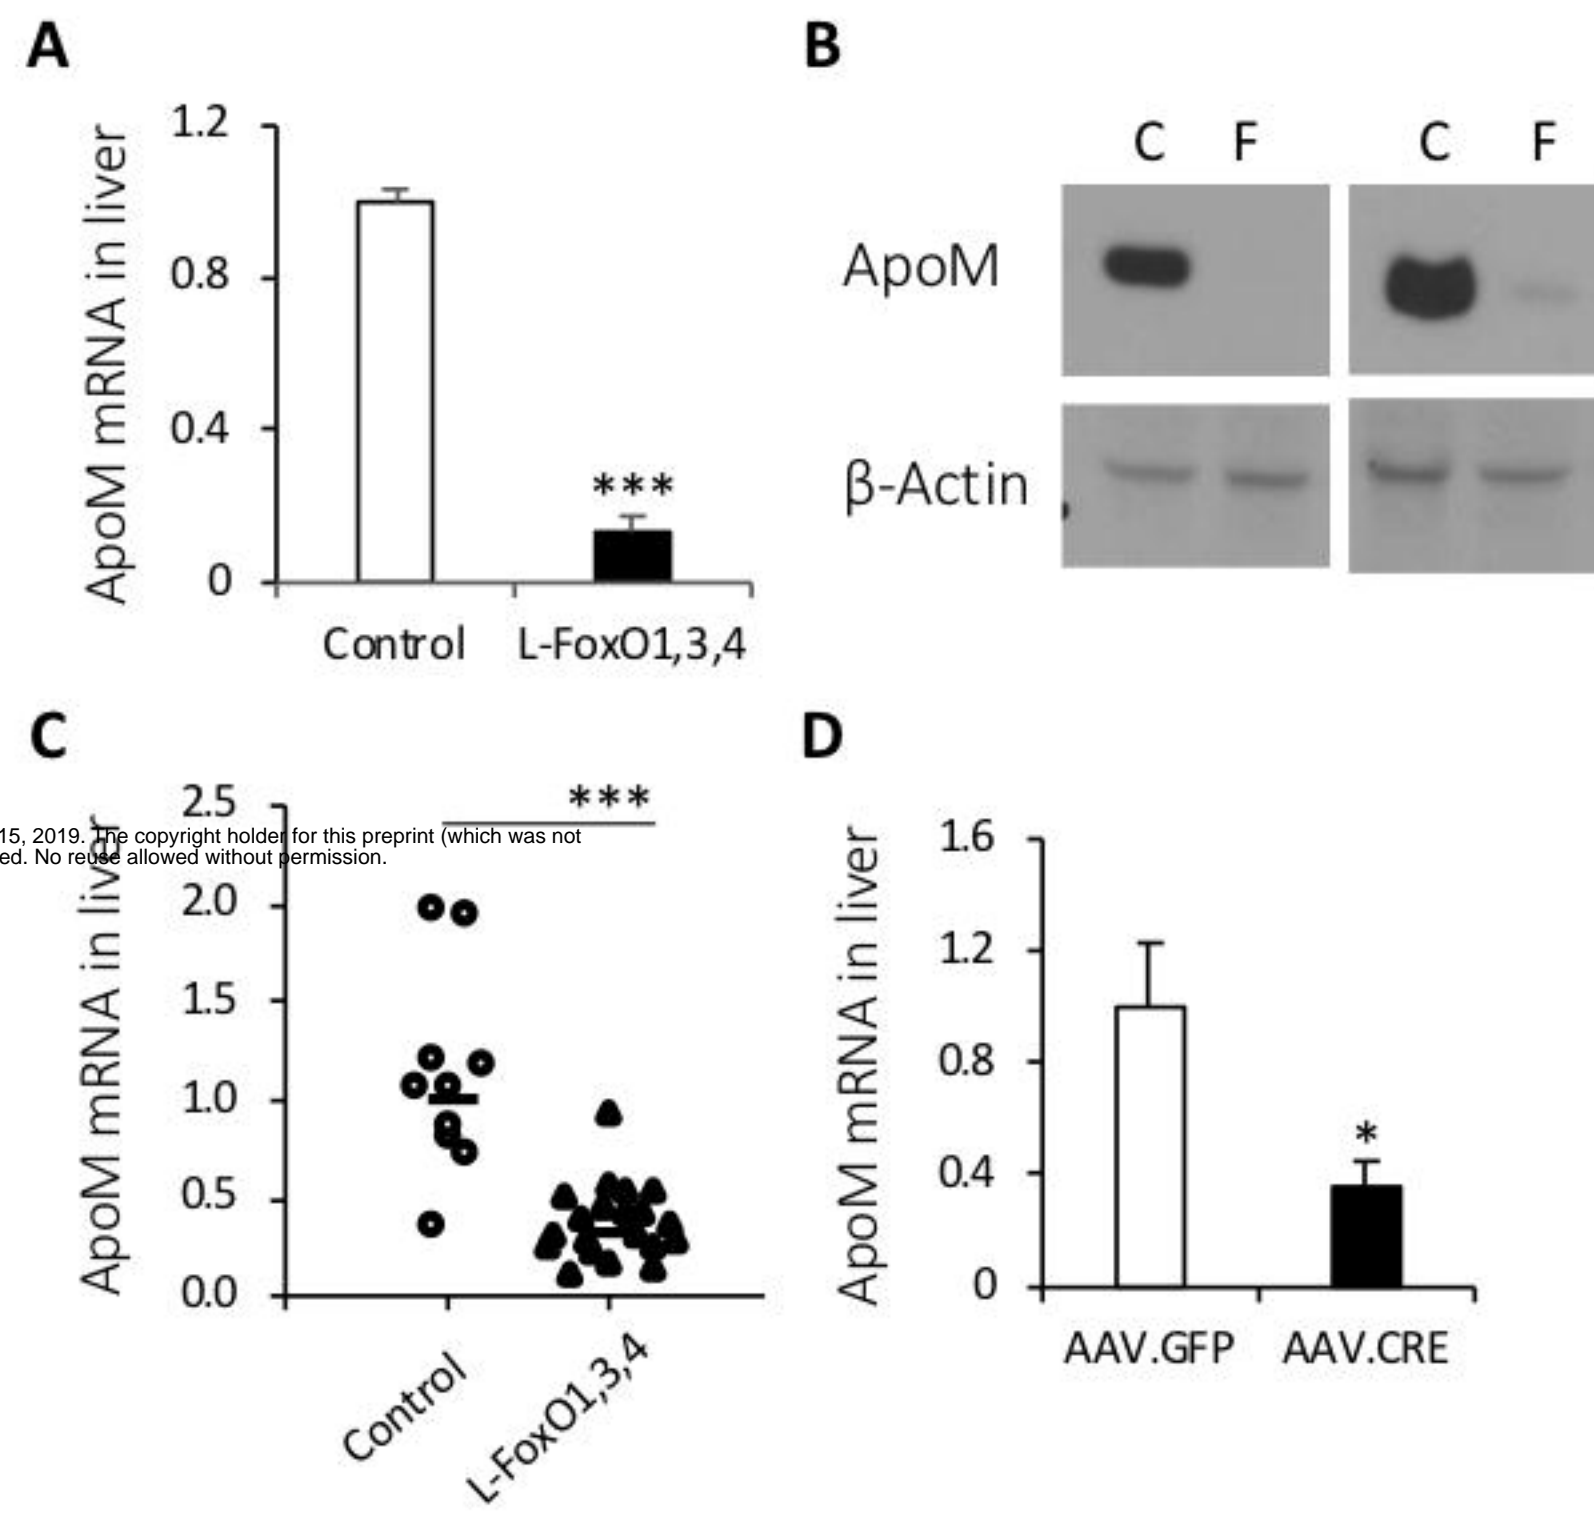 A
ApoM mRNA in liver
1.2
0.8
0.4
0
***
Control
L-FoxO1,3,4
B
C F C F
ApoM
β-Actin
C
ApoM mRNA in liver
2.5
2.0
1.5
1.0
0.5
0.0
***
15, 2019. The copyright holder for this preprint (which was not
ed. No reuse allowed without permission.
Control
L-FoxO1,3,4
D
ApoM mRNA in liver
1.6
1.2
0.8
0.4
0
*
AAV.GFP
AAV.CRE